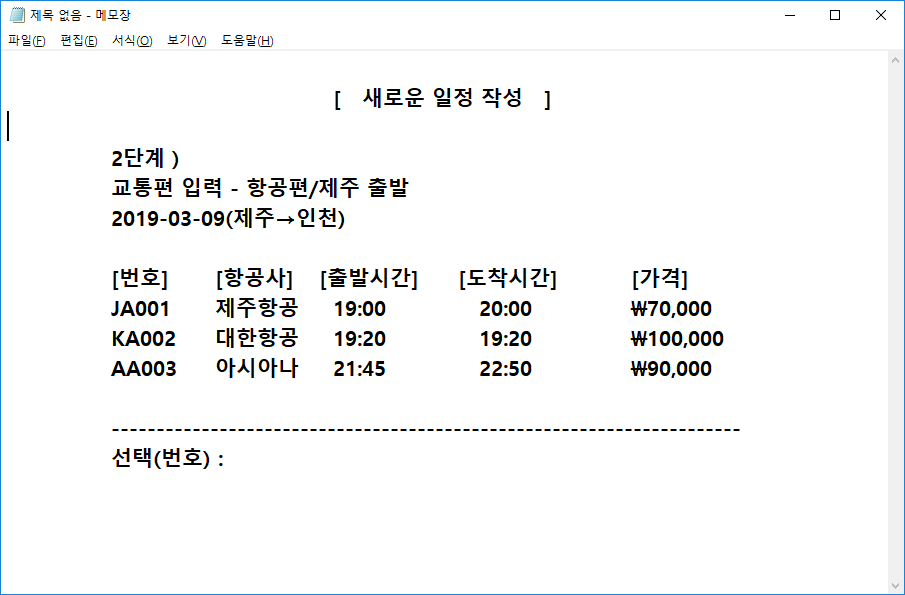 제목 없음 - 메모장
파일(F) 편집(E) 서식(O) 보기(V) 도움말(H)
[ 새로운 일정 작성 ]
2단계 )
교통편 입력 - 항공편/제주 출발
2019-03-09(제주→인천)
[번호] [항공사] [출발시간] [도착시간] [가격]
JA001 제주항공 19:00 20:00 ₩70,000
KA002 대한항공 19:20 19:20 ₩100,000
AA003 아시아나 21:45 22:50 ₩90,000
----------------------------------------------------------------------
선택(번호) :